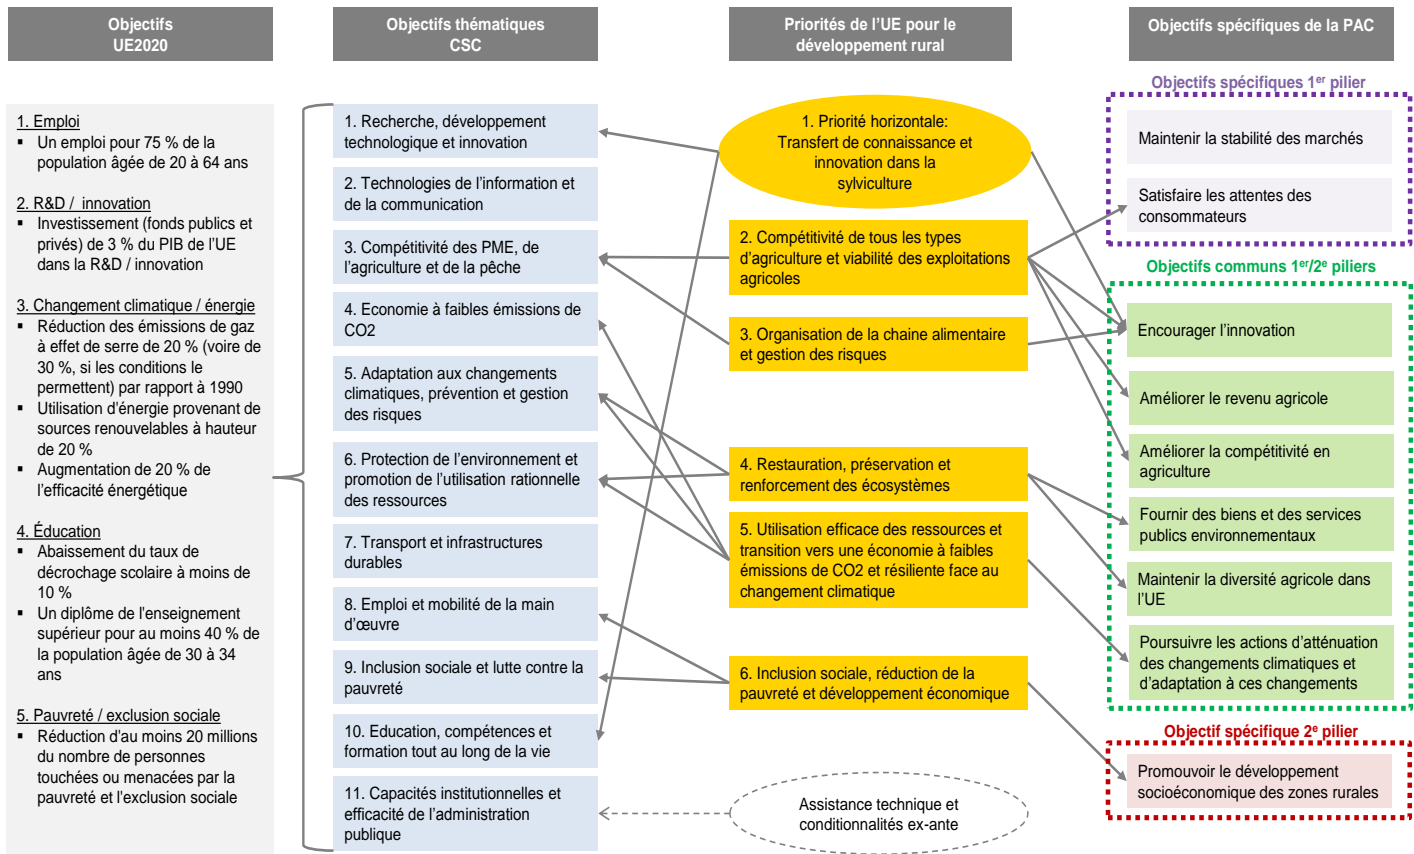 Objectifs
UE2020
1. Emploi
▪ Un emploi pour 75 % de la
population âgée de 20 à 64 ans
2. R&D / innovation
▪ Investissement (fonds publics et
privés) de 3 % du PIB de l'UE
dans la R&D / innovation
3. Changement climatique / énergie
▪ Réduction des émissions de gaz
à effet de serre de 20 % (voire de
30 %, si les conditions le
permettent) par rapport à 1990
▪ Utilisation d'énergie provenant de
sources renouvelables à hauteur
de 20 %
▪ Augmentation de 20 % de
l'efficacité énergétique
4. Éducation
▪ Abaissement du taux de
décrochage scolaire à moins de
10 %
▪ Un diplôme de l'enseignement
supérieur pour au moins 40 % de
la population âgée de 30 à 34
ans
5. Pauvreté / exclusion sociale
▪ Réduction d'au moins 20 millions
du nombre de personnes
touchées ou menacées par la
pauvreté et l'exclusion sociale
Objectifs thématiques
CSC
1. Recherche, développement
technologique et innovation
2. Technologies de l'information et
de la communication
3. Compétitivité des PME, de
l'agriculture et de la pêche
4. Economie à faibles émissions de
CO2
5. Adaptation aux changements
climatiques, prévention et gestion
des risques
6. Protection de l'environnement et
promotion de l'utilisation rationnelle
des ressources
7. Transport et infrastructures
durables
8. Emploi et mobilité de la main
d'œuvre
9. Inclusion sociale et lutte contre la
pauvreté
10. Education, compétences et
formation tout au long de la vie
11. Capacités institutionnelles et
efficacité de l'administration
publique
Priorités de l'UE pour le
développement rural
1. Priorité horizontale:
Transfert de connaissance et
innovation dans la
sylviculture
2. Compétitivité de tous les types
d'agriculture et viabilité des exploitations
agricoles
3. Organisation de la chaine alimentaire
et gestion des risques
4. Restauration, préservation et
renforcement des écosystèmes
5. Utilisation efficace des ressources et
transition vers une économie à faibles
émissions de CO2 et résiliente face au
changement climatique
6. Inclusion sociale, réduction de la
pauvreté et développement économique
Assistance technique et
conditionnalités ex-ante
Objectifs spécifiques de la PAC
Objectifs spécifiques 1er pilier
Maintenir la stabilité des marchés
Satisfaire les attentes des
consommateurs
Objectifs communs 1er/2e piliers
Encourager l'innovation
Améliorer le revenu agricole
Améliorer la compétitivité en
agriculture
Fournir des biens et des services
publics environnementaux
Maintenir la diversité agricole dans
l'UE
Poursuivre les actions d'atténuation
des changements climatiques et
d'adaptation à ces changements
Objectif spécifique 2e pilier
Promouvoir le développement
socioéconomique des zones rurales